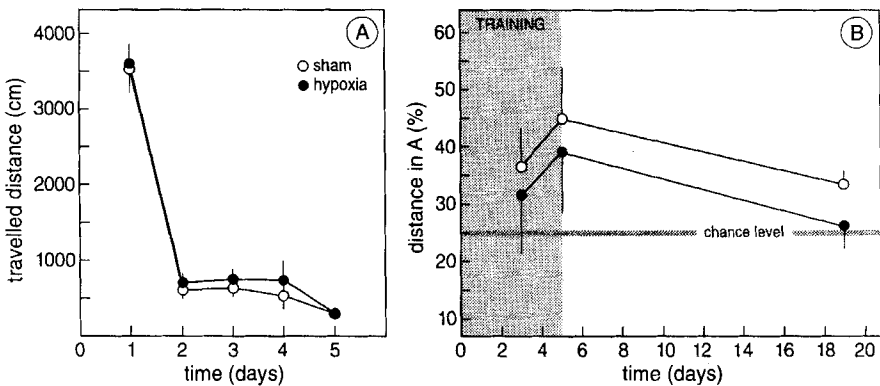 A
sham
hypoxia
travelled distance (cm)
4000
3000
2000
1000
0 1 2 3 4 5
time (days)
TRAINING
B
distance in A (%)
60
50
40
30
20
10
chance level
0 2 4 6 8 10 12 14 16 18 20
time (days)